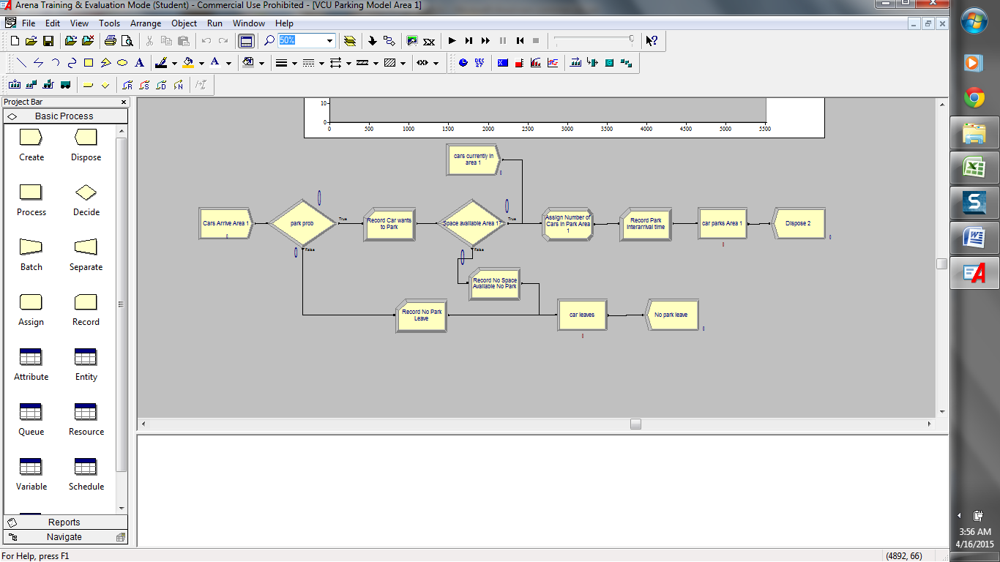 Arena Training & Evaluation Mode (Student) - Commercial Use Prohibited - [VCU Parking Model Area 1]
File Edit View Tools Arrange Object Run Window Help
50%
Project Bar
Basic Process
Create Dispose
Process Decide
Batch Separate
Assign Record
Attribute Entity
Queue Resource
Variable Schedule
Reports
Navigate
10
0
0 500 1000 1500 2000 2500 3000 3500 4000 4500 5000 5500
cars currently in
area 1
0
Cars Arrive Area 1
0
park prob
0
True
0
False
Record Car wants
to Park
Space available Area 1?
0
True
0
False
Assign Number of
Cars in Park Area
1
Record Park
interarrival time
car parks Area 1
0
Dispose 2
0
Record No Space
Available No Park
Record No Park
Leave
car leaves
0
No park leave
0
For Help, press F1
(4892, 66)
3:56 AM
4/16/2015